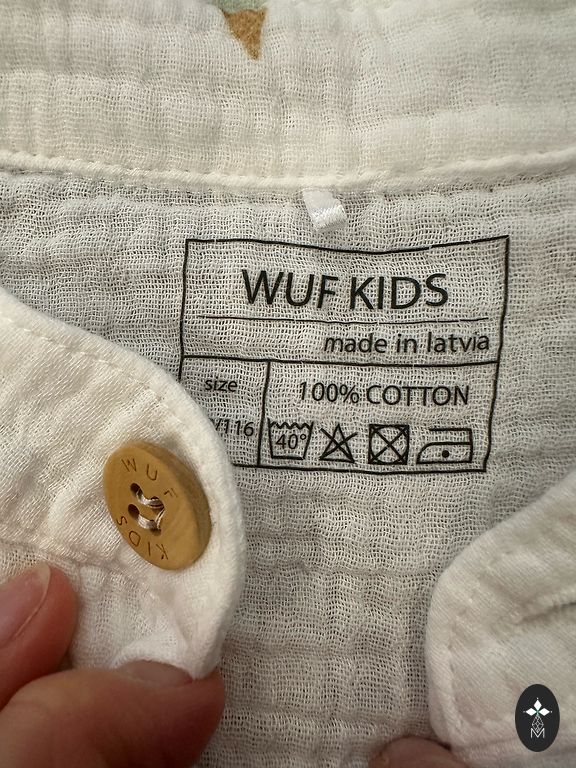 WUF KIDS
made in latvia
size
/116
100% COTTON
40°
WUF
KIDS